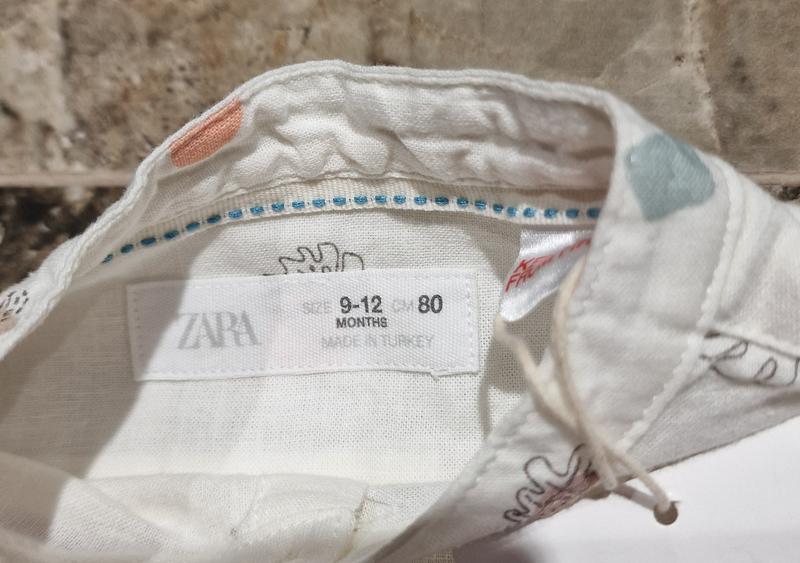 ZARA
SIZE 9-12 CM 80
MONTHS
MADE IN TURKEY